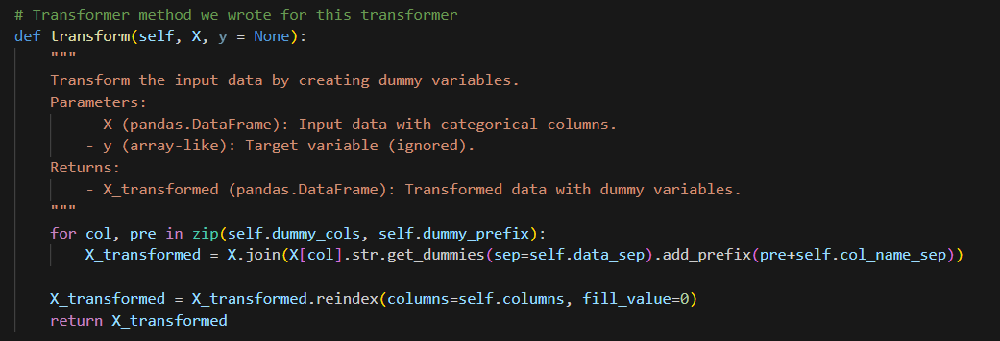 # Transformer method we wrote for this transformer
def transform(self, X, y = None):
"""
Transform the input data by creating dummy variables.
Parameters:
- X (pandas.DataFrame): Input data with categorical columns.
- y (array-like): Target variable (ignored).
Returns:
- X_transformed (pandas.DataFrame): Transformed data with dummy variables.
"""
for col, pre in zip(self.dummy_cols, self.dummy_prefix):
X_transformed = X.join(X[col].str.get_dummies(sep=self.data_sep).add_prefix(pre+self.col_name_sep))
X_transformed = X_transformed.reindex(columns=self.columns, fill_value=0)
return X_transformed